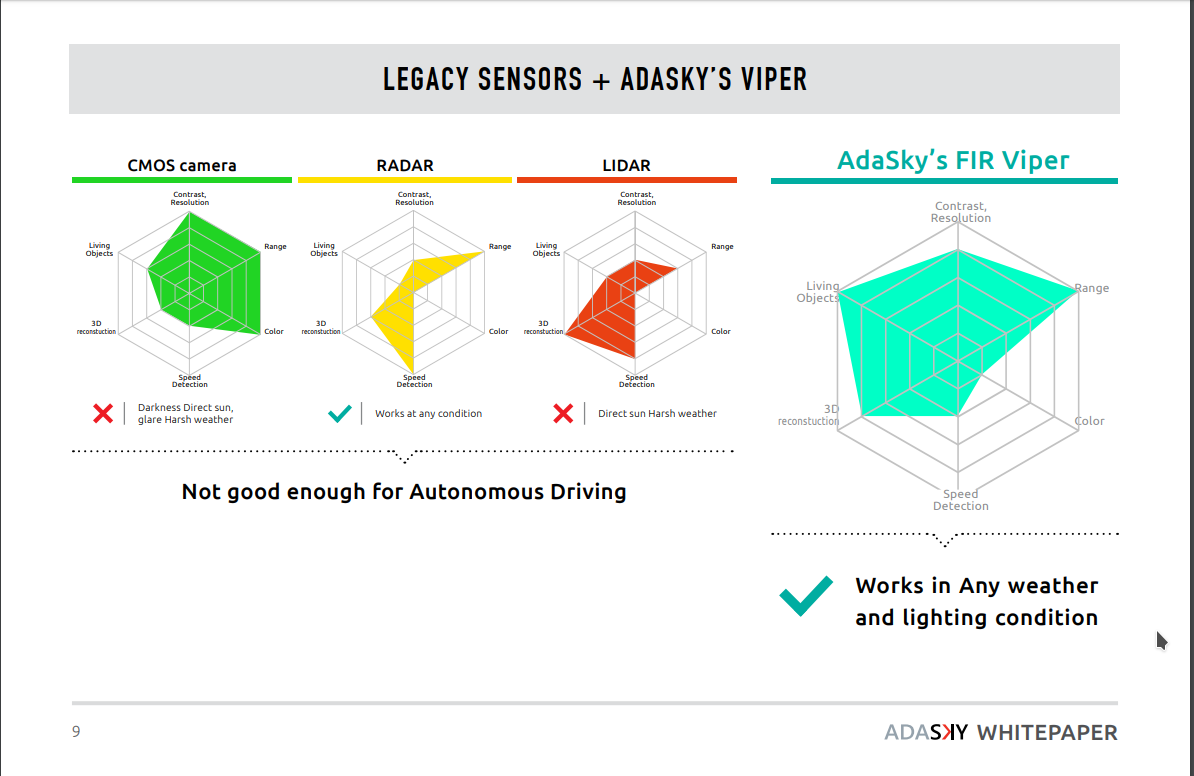 LEGACY SENSORS + ADASKY'S VIPER
CMOS camera
Contrast,
Resolution
Living
Objects
Range
3D
reconstuction
Color
Speed
Detection
Darkness Direct sun,
glare Harsh weather
RADAR
Contrast,
Resolution
Living
Objects
Range
3D
reconstuction
Color
Speed
Detection
Works at any condition
LIDAR
Contrast,
Resolution
Living
Objects
Range
3D
reconstuction
Color
Speed
Detection
Direct sun Harsh weather
Not good enough for Autonomous Driving
AdaSky's FIR Viper
Contrast,
Resolution
Living
Objects
Range
3D
reconstuction
Color
Speed
Detection
Works in Any weather
and lighting condition
9
ADASKY WHITEPAPER